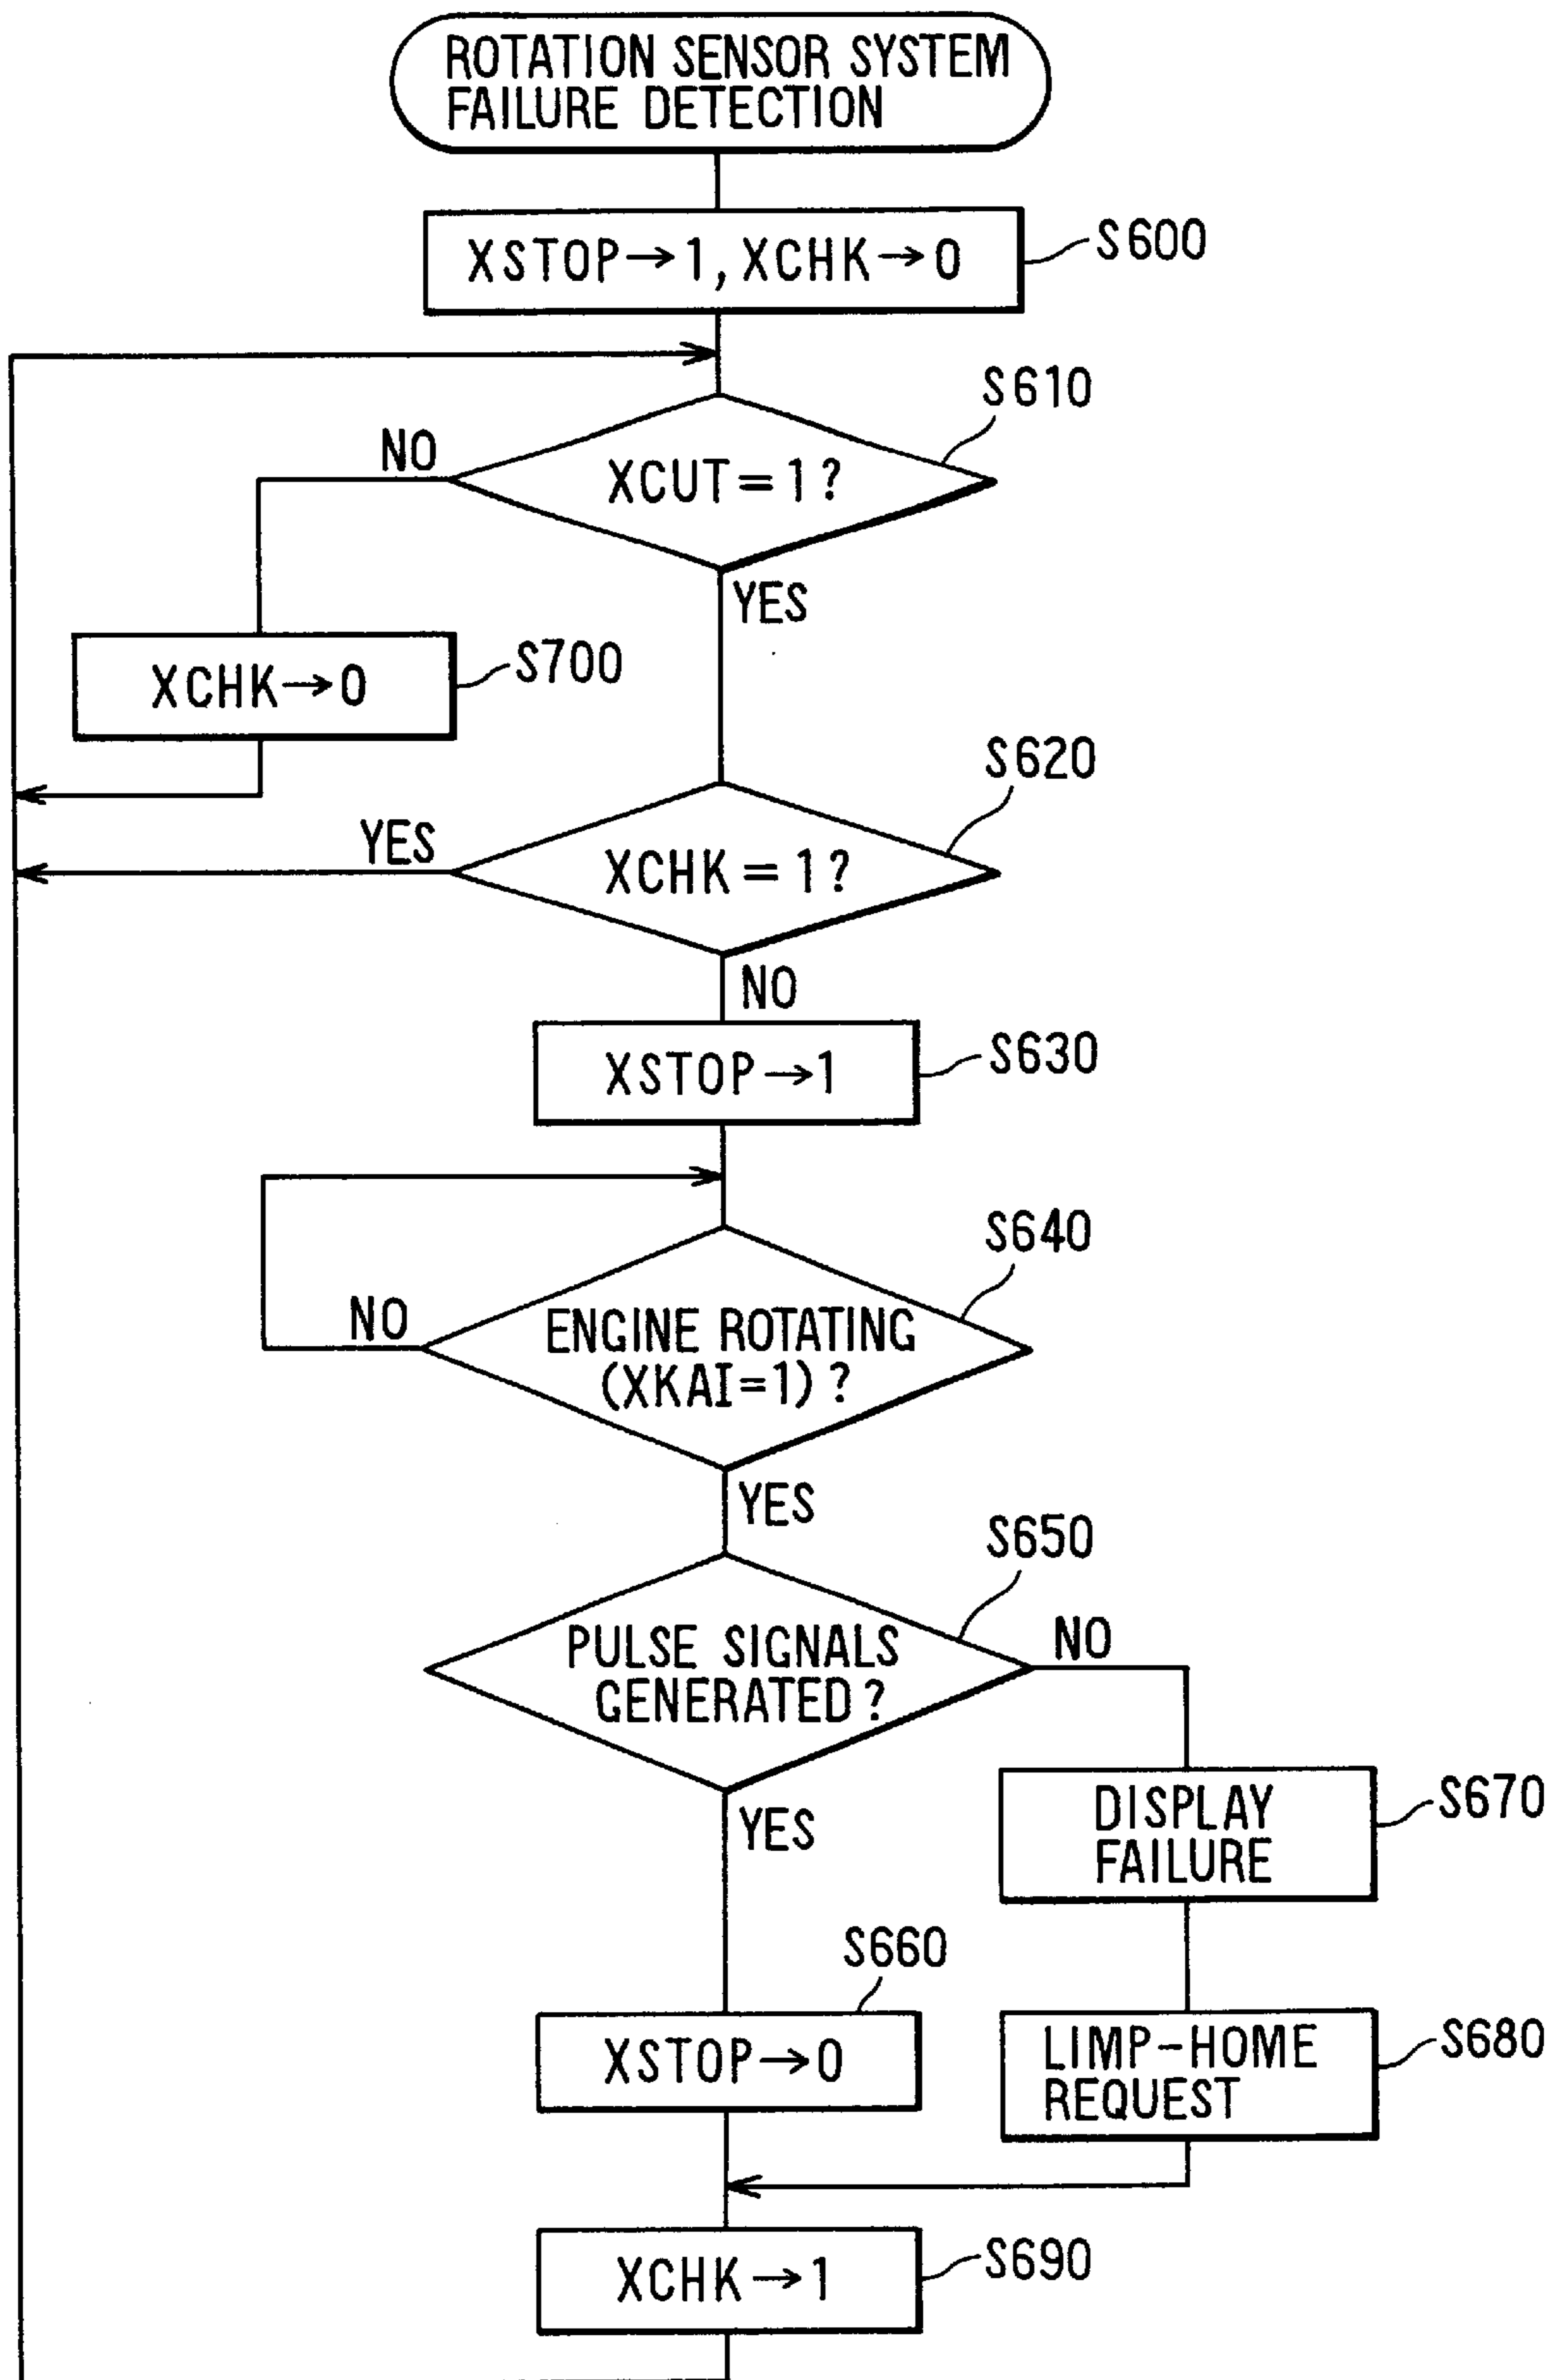 ROTATION SENSOR SYSTEM
FAILURE DETECTION
XSTOP→1, XCHK→0
S600
S610
NO
XCUT=1?
YES
XCHK→0
S700
S620
YES
XCHK=1?
NO
XSTOP→1
S630
S640
NO
ENGINE ROTATING
(XKAI=1)?
YES
S650
PULSE SIGNALS
GENERATED?
NO
YES
DISPLAY
FAILURE
S670
S660
XSTOP→0
LIMP-HOME
REQUEST
S680
XCHK→1
S690